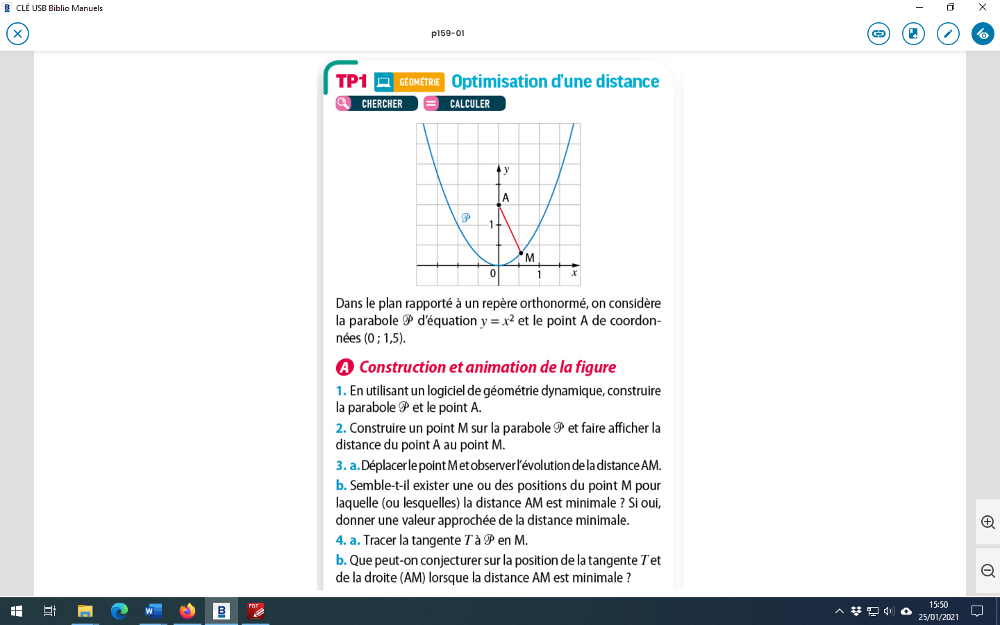 CLÉ USB Biblio Manuels
p159-01
TP1 GÉOMÉTRIE Optimisation d'une distance
CHERCHER CALCULER
y
A
𝒫
1
M
0 1 x
Dans le plan rapporté à un repère orthonormé, on considère
la parabole 𝒫 d'équation y = x² et le point A de coordon-
nées (0 ; 1,5).
A Construction et animation de la figure
1. En utilisant un logiciel de géométrie dynamique, construire
la parabole 𝒫 et le point A.
2. Construire un point M sur la parabole 𝒫 et faire afficher la
distance du point A au point M.
3. a. Déplacer le point M et observer l'évolution de la distance AM.
b. Semble-t-il exister une ou des positions du point M pour
laquelle (ou lesquelles) la distance AM est minimale ? Si oui,
donner une valeur approchée de la distance minimale.
4. a. Tracer la tangente T à 𝒫 en M.
b. Que peut-on conjecturer sur la position de la tangente T et
de la droite (AM) lorsque la distance AM est minimale ?
15:50
25/01/2021